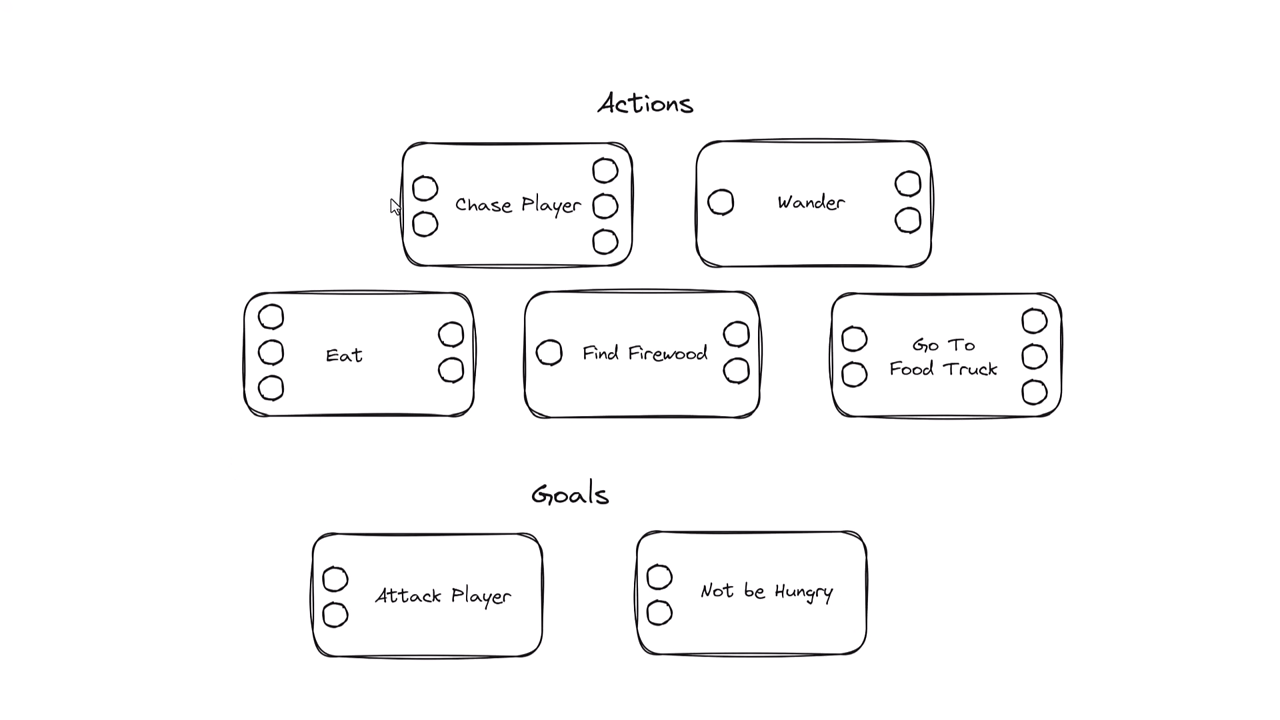 Actions
Chase Player
Wander
Eat
Find Firewood
Go To
Food Truck
Goals
Attack Player
Not be Hungry